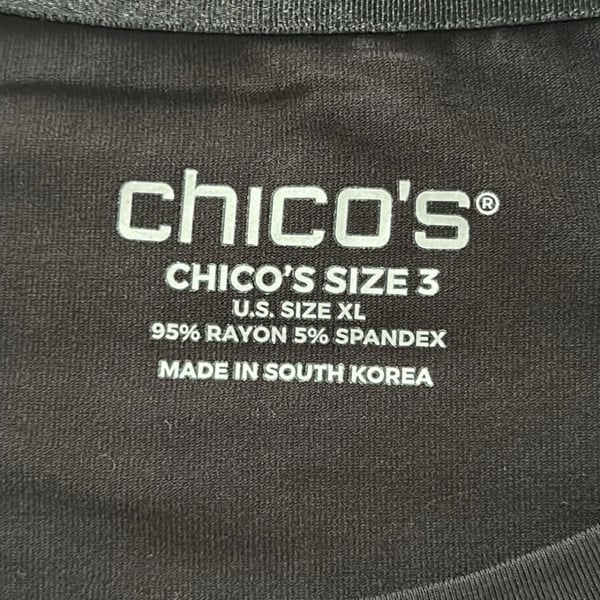 chico's®
CHICO'S SIZE 3
U.S. SIZE XL
95% RAYON 5% SPANDEX
MADE IN SOUTH KOREA